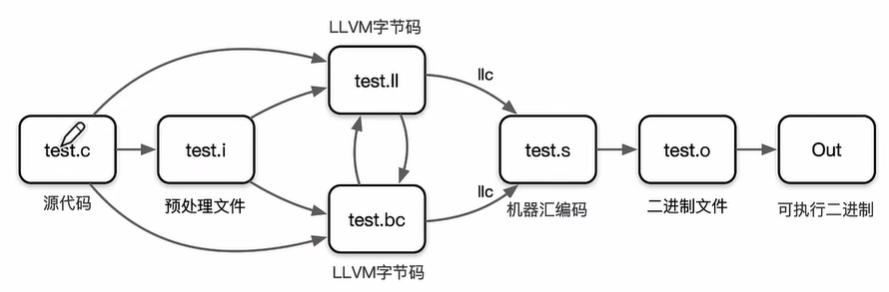 LLVM字节码
test.ll
llc
test.c
test.i
test.s
test.o
Out
源代码
预处理文件
test.bc
llc
机器汇编码
二进制文件
可执行二进制
LLVM字节码